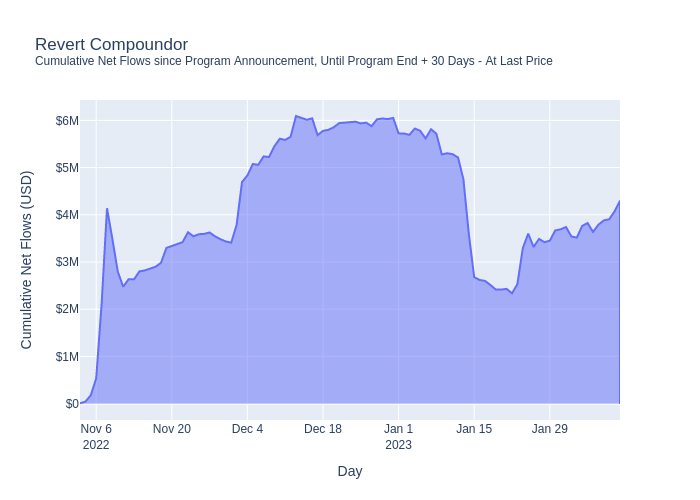 Revert Compoundor
Cumulative Net Flows since Program Announcement, Until Program End + 30 Days - At Last Price
$6M
$5M
$4M
$3M
$2M
$1M
$0
Cumulative Net Flows (USD)
Nov 6 Nov 20 Dec 4 Dec 18 Jan 1 Jan 15 Jan 29
2022 2023
Day